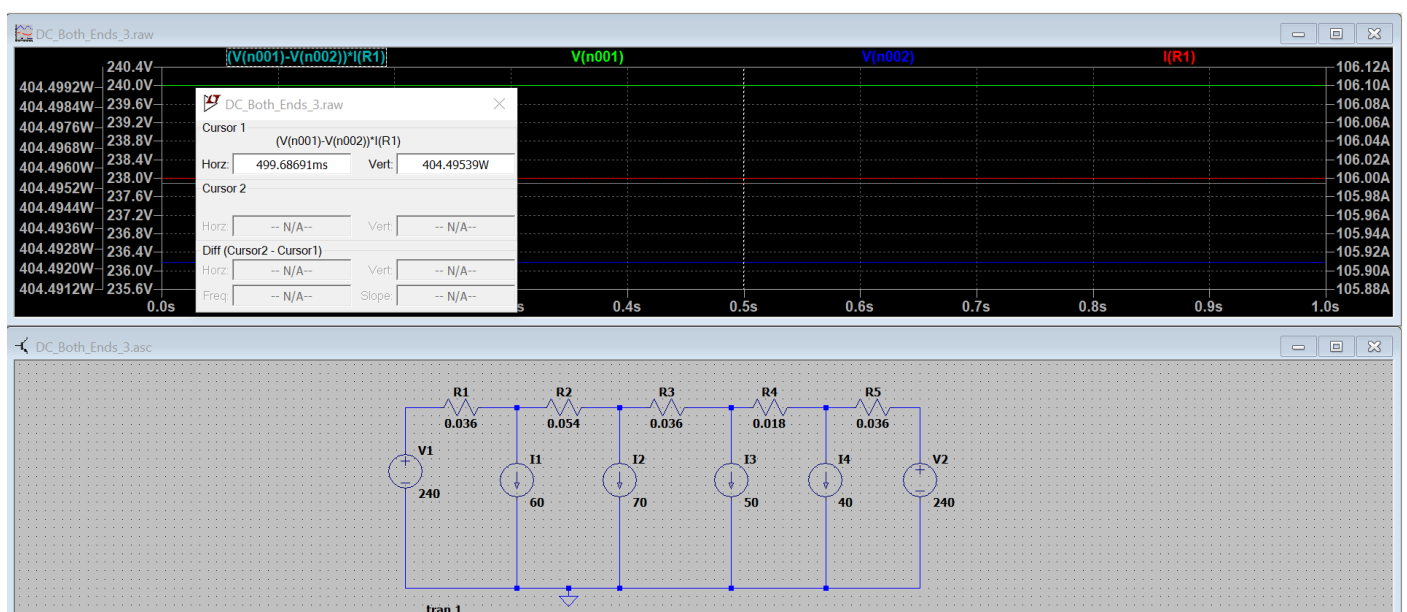 DC_Both_Ends_3.raw
(V(n001)-V(n002))*I(R1) V(n001) V(n002) I(R1)
240.4V 106.12A
404.4992W 240.0V 106.10A
404.4984W 239.6V 106.08A
404.4976W 239.2V 106.06A
404.4968W 238.8V 106.04A
404.4960W 238.4V 106.02A
404.4952W 238.0V 106.00A
404.4944W 237.6V 105.98A
404.4936W 237.2V 105.96A
404.4928W 236.8V 105.94A
404.4920W 236.4V 105.92A
404.4912W 236.0V 105.90A
235.6V 105.88A
0.0s s 0.4s 0.5s 0.6s 0.7s 0.8s 0.9s 1.0s
DC_Both_Ends_3.raw
Cursor 1
(V(n001)-V(n002))*I(R1)
Horz: 499.68691ms Vert: 404.49539W
Cursor 2
Horz: -- N/A-- Vert: -- N/A--
Diff (Cursor2 - Cursor1)
Horz: -- N/A-- Vert: -- N/A--
Freq: -- N/A-- Slope: -- N/A--
DC_Both_Ends_3.asc
R1 R2 R3 R4 R5
0.036 0.054 0.036 0.018 0.036
V1 I1 I2 I3 I4 V2
240 60 70 50 40 240
tran 1